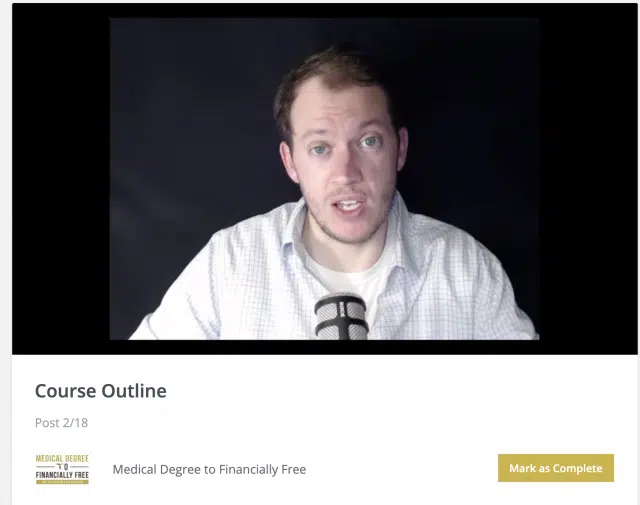 Course Outline
Post 2/18
MEDICAL DEGREE
TO
FINANCIALLY FREE
Medical Degree to Financially Free
Mark as Complete